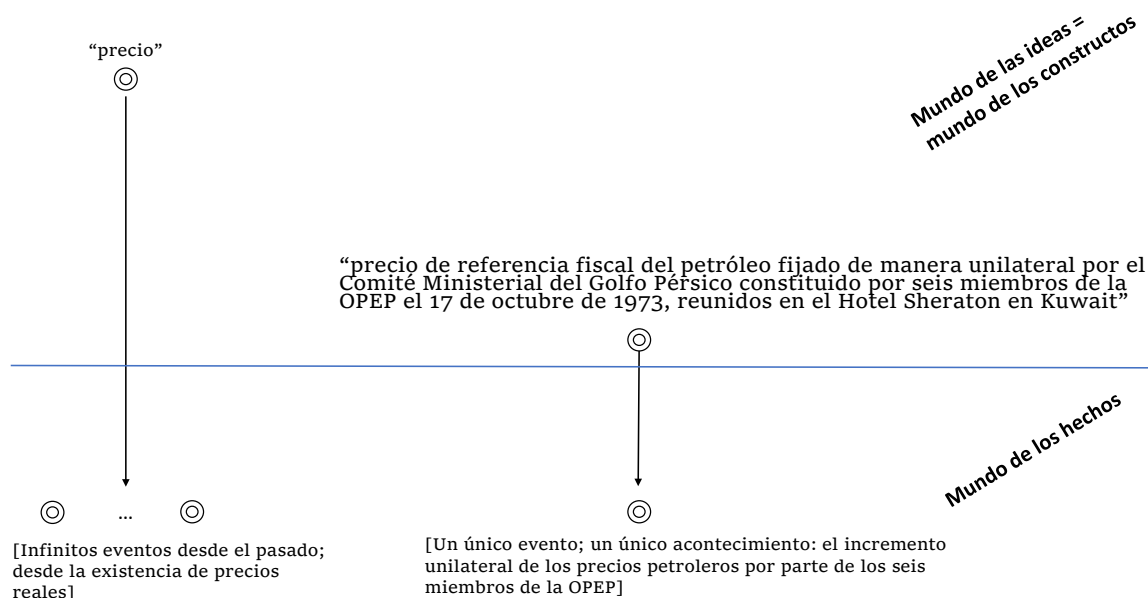 “precio”
Mundo de las ideas =
mundo de los constructos
“precio de referencia fiscal del petróleo fijado de manera unilateral por el
Comité Ministerial del Golfo Pérsico constituido por seis miembros de la
OPEP el 17 de octubre de 1973, reunidos en el Hotel Sheraton en Kuwait”
Mundo de los hechos
...
[Infinitos eventos desde el pasado;
desde la existencia de precios
reales]
[Un único evento; un único acontecimiento: el incremento
unilateral de los precios petroleros por parte de los seis
miembros de la OPEP]